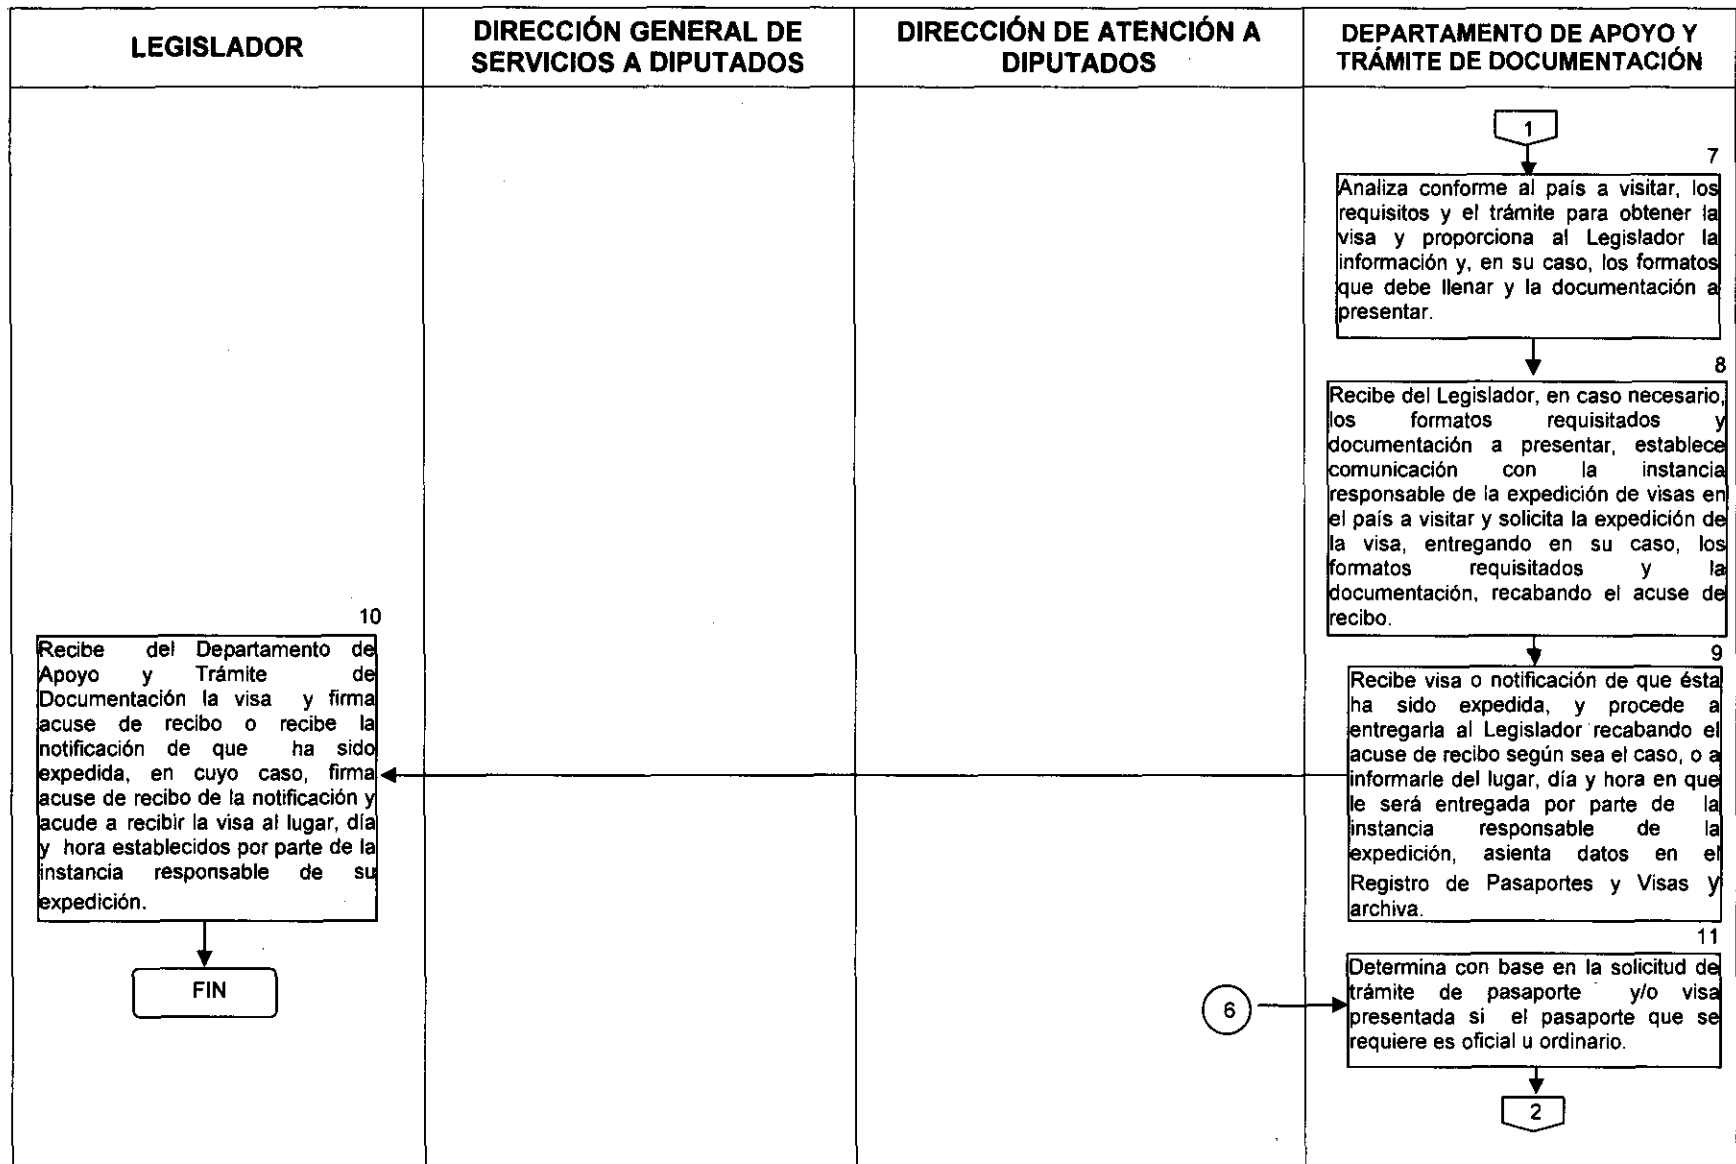 LEGISLADOR
DIRECCIÓN GENERAL DE
SERVICIOS A DIPUTADOS
DIRECCIÓN DE ATENCIÓN A
DIPUTADOS
DEPARTAMENTO DE APOYO Y
TRÁMITE DE DOCUMENTACIÓN
1
7
Analiza conforme al país a visitar, los
requisitos y el trámite para obtener la
visa y proporciona al Legislador la
información y, en su caso, los formatos
que debe llenar y la documentación a
presentar.
8
Recibe del Legislador, en caso necesario,
los formatos requisitados y
documentación a presentar, establece
comunicación con la instancia
responsable de la expedición de visas en
el país a visitar y solicita la expedición de
la visa, entregando en su caso, los
formatos requisitados y la
documentación, recabando el acuse de
recibo.
9
Recibe visa o notificación de que ésta
ha sido expedida, y procede a
entregarla al Legislador recabando el
acuse de recibo según sea el caso, o a
informarle del lugar, día y hora en que
le será entregada por parte de la
instancia responsable de la
expedición, asienta datos en el
Registro de Pasaportes y Visas y
archiva.
10
Recibe del Departamento de
Apoyo y Trámite de
Documentación la visa y firma
acuse de recibo o recibe la
notificación de que ha sido
expedida, en cuyo caso, firma
acuse de recibo de la notificación y
acude a recibir la visa al lugar, día
y hora establecidos por parte de la
instancia responsable de su
expedición.
FIN
11
6
Determina con base en la solicitud de
trámite de pasaporte y/o visa
presentada si el pasaporte que se
requiere es oficial u ordinario.
2